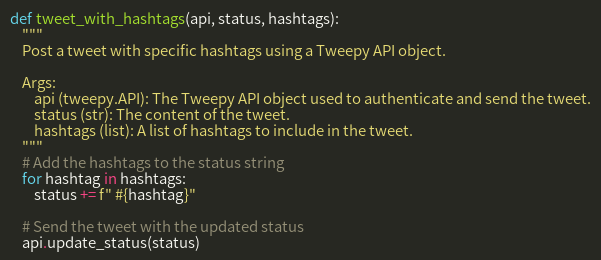 def tweet_with_hashtags(api, status, hashtags):
"""
Post a tweet with specific hashtags using a Tweepy API object.
Args:
api (tweepy.API): The Tweepy API object used to authenticate and send the tweet.
status (str): The content of the tweet.
hashtags (list): A list of hashtags to include in the tweet.
"""
# Add the hashtags to the status string
for hashtag in hashtags:
status += f" #{hashtag}"
# Send the tweet with the updated status
api.update_status(status)